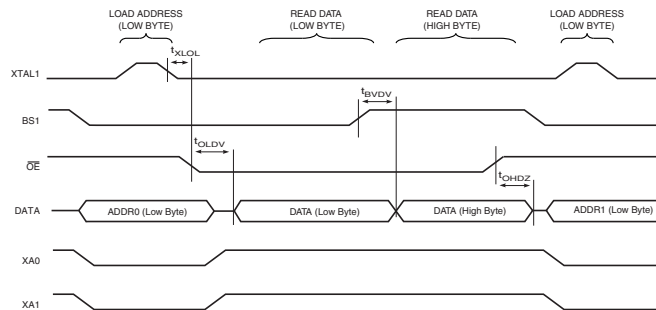 LOAD ADDRESS
(LOW BYTE)
READ DATA
(LOW BYTE)
READ DATA
(HIGH BYTE)
LOAD ADDRESS
(LOW BYTE)
tXLOL
XTAL1
tBVDV
BS1
tOLDV
OE
tOHDZ
DATA
ADDR0 (Low Byte)
DATA (Low Byte)
DATA (High Byte)
ADDR1 (Low Byte)
XA0
XA1